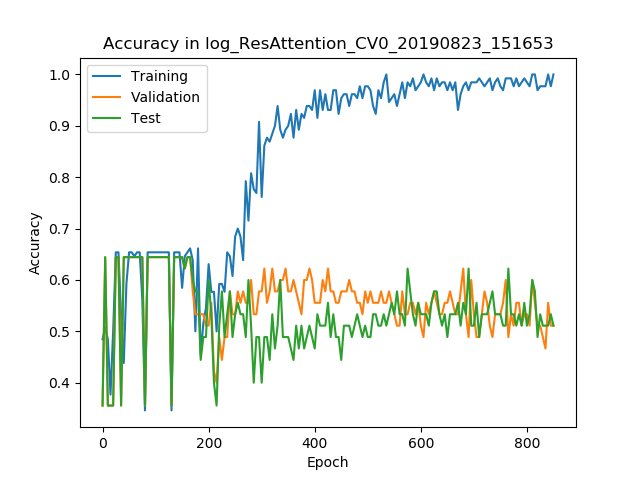 Accuracy in log_ResAttention_CV0_20190823_151653
Training
Validation
Test
1.0
0.9
0.8
0.7
0.6
0.5
0.4
Accuracy
0
200
400
600
800
Epoch